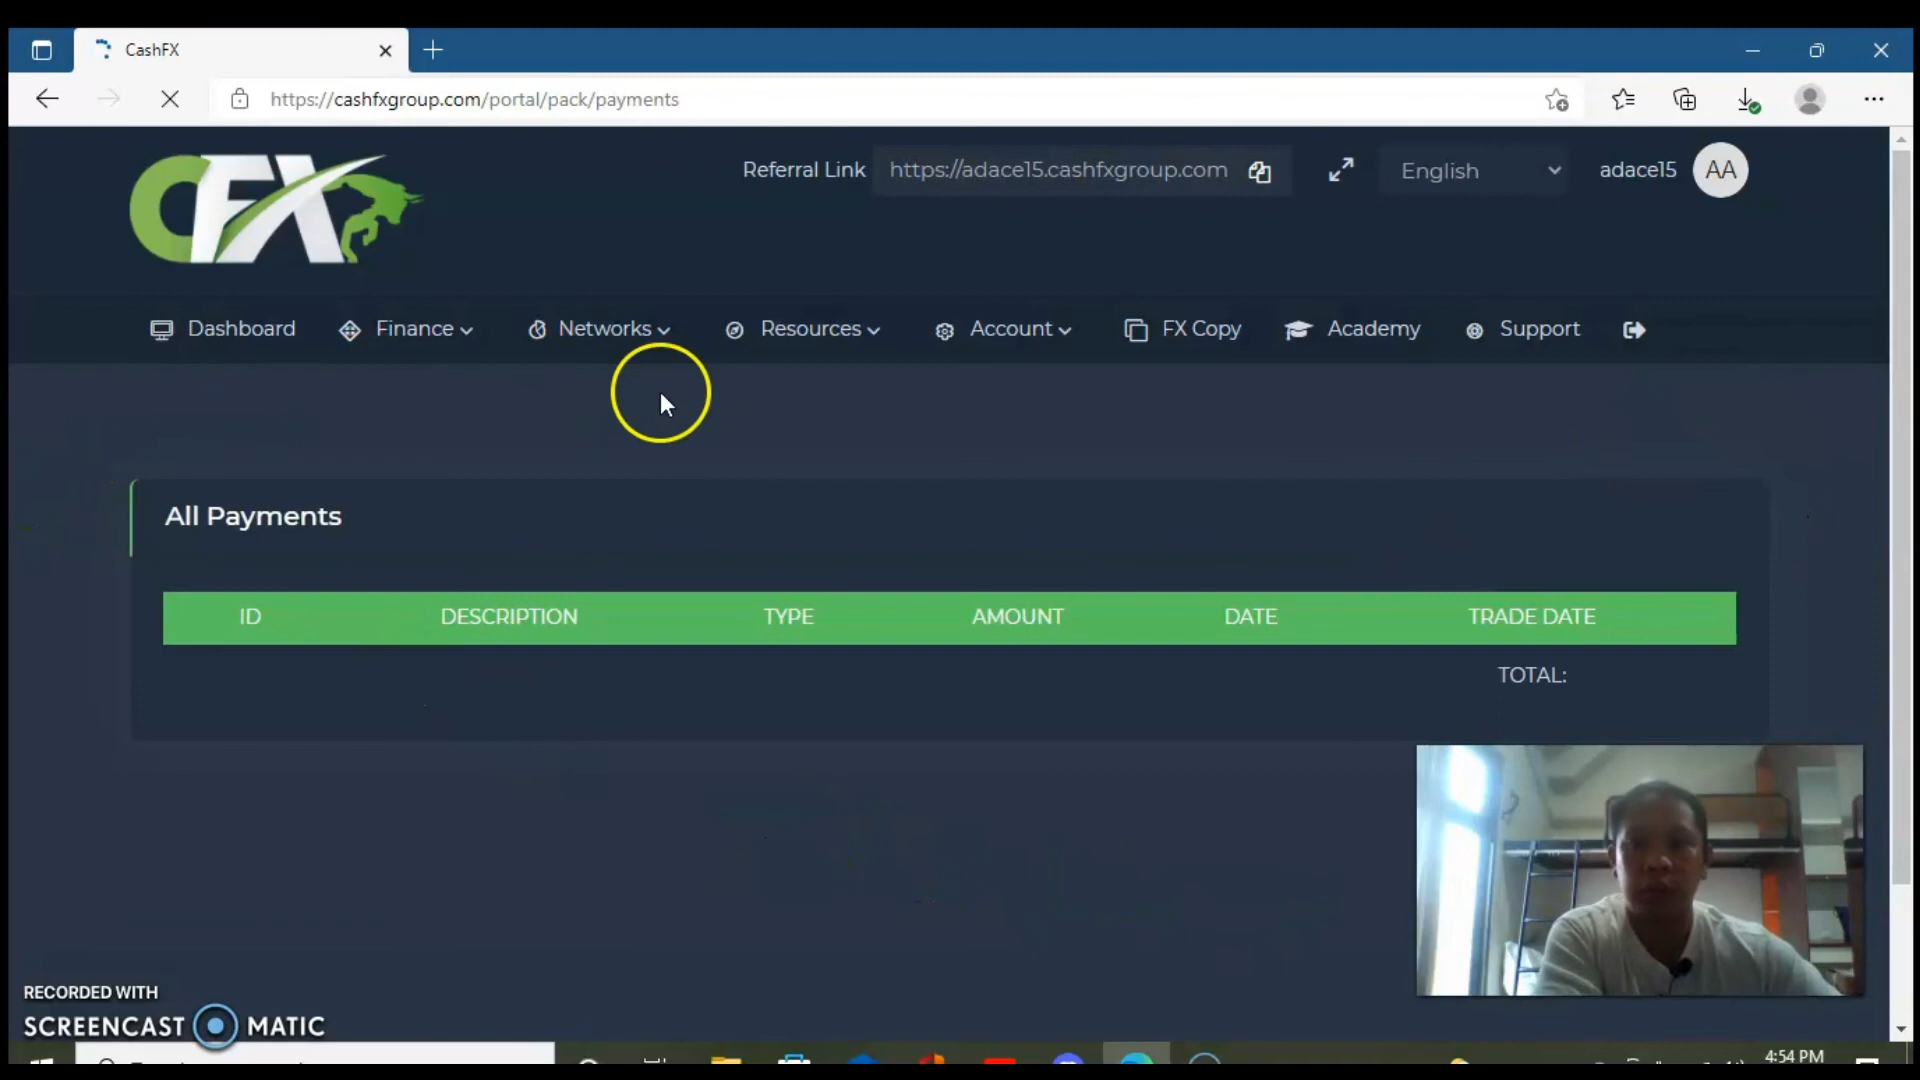 CashFX
https://cashfxgroup.com/portal/pack/payments
CFX
Referral Link https://adace15.cashfxgroup.com English adace15 AA
Dashboard Finance Networks Resources Account FX Copy Academy Support
All Payments
ID DESCRIPTION TYPE AMOUNT DATE TRADE DATE
TOTAL:
RECORDED WITH
SCREENCAST MATIC
4:54 PM